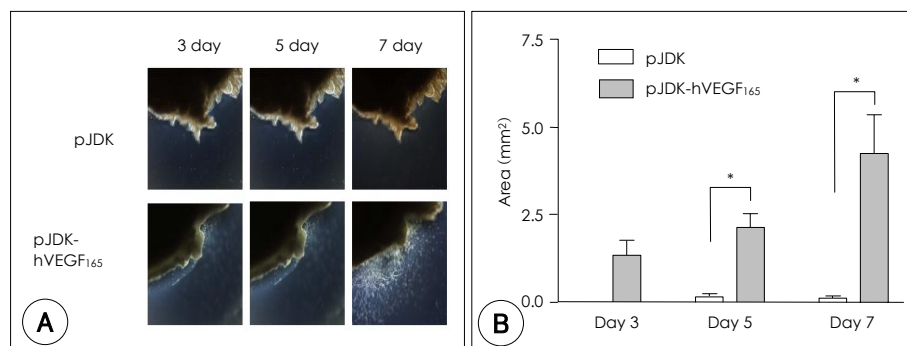 3 day 5 day 7 day
pJDK
pJDK-
hVEGF₁₆₅
A
7.5
5.0
2.5
0.0
Area (mm²)
pJDK
pJDK-hVEGF₁₆₅
*
*
Day 3 Day 5 Day 7
B